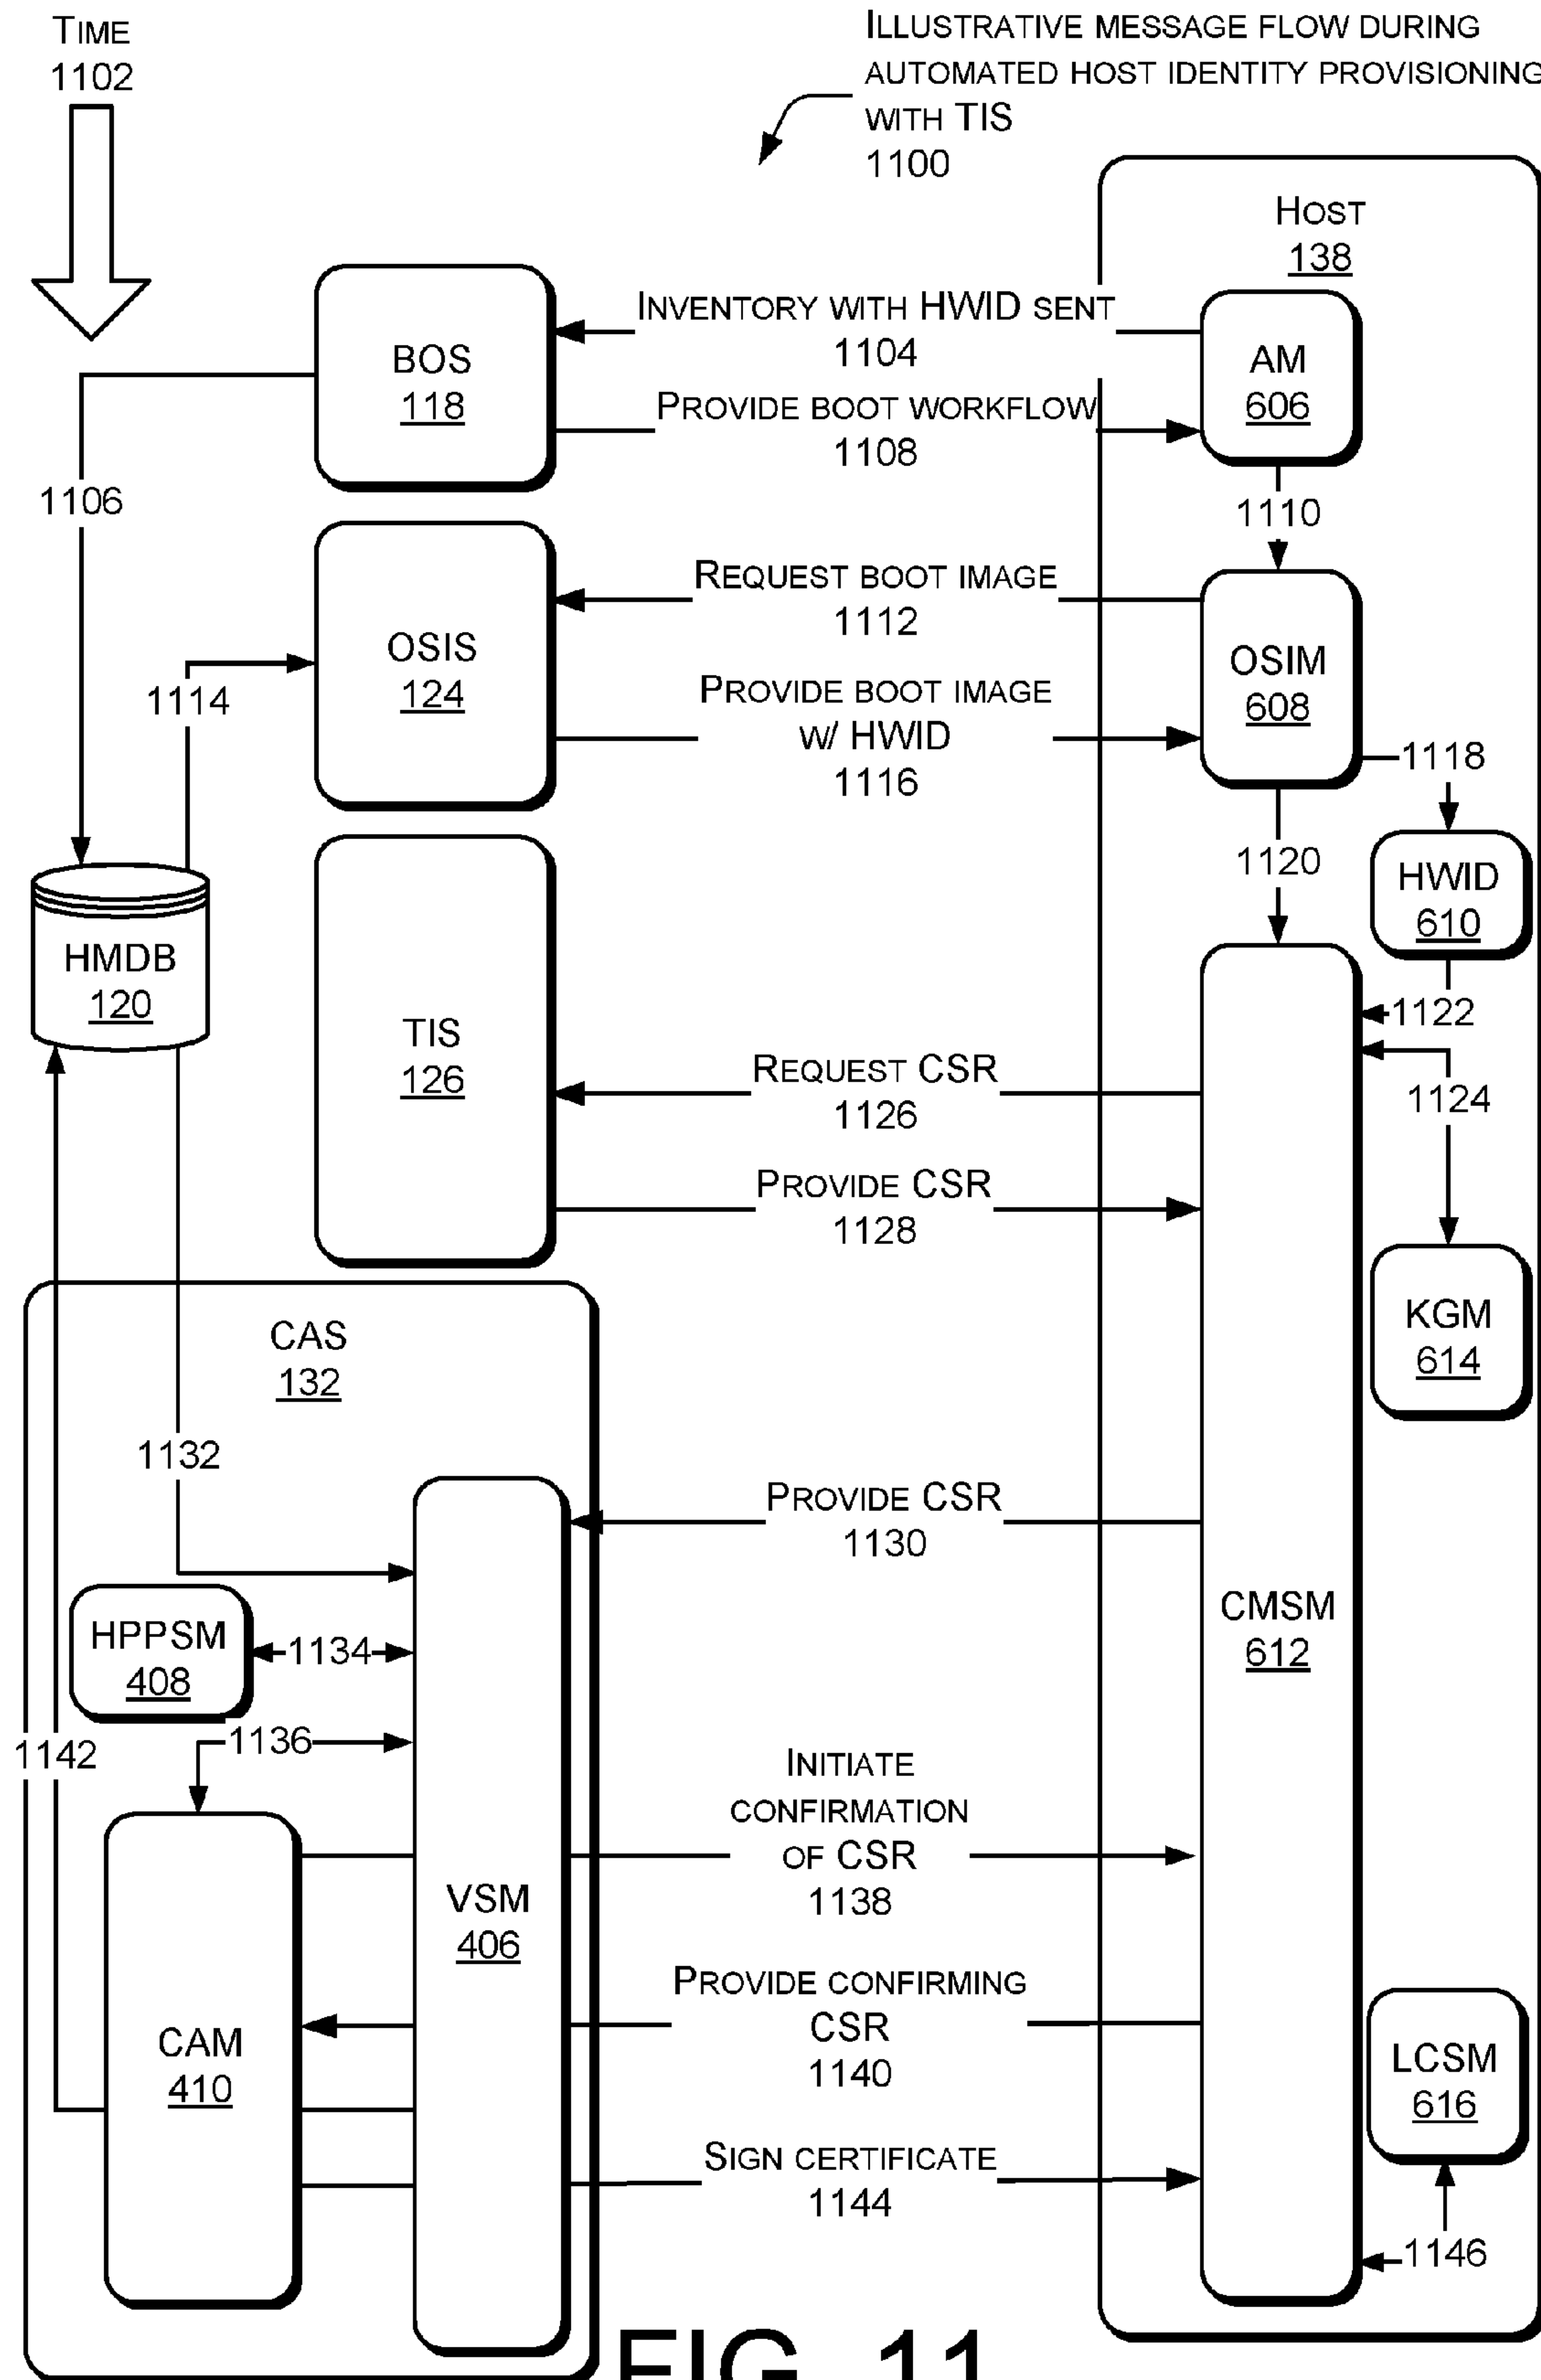 TIME
1102
ILLUSTRATIVE MESSAGE FLOW DURING
AUTOMATED HOST IDENTITY PROVISIONING
WITH TIS
1100
HOST
138
BOS
118
INVENTORY WITH HWID SENT
1104
AM
606
PROVIDE BOOT WORKFLOW
1108
1106
1110
OSIS
124
REQUEST BOOT IMAGE
1112
OSIM
608
1114
PROVIDE BOOT IMAGE
W/ HWID
1116
1118
1120
HWID
610
HMDB
120
TIS
126
1122
REQUEST CSR
1126
1124
PROVIDE CSR
1128
CAS
132
KGM
614
1132
PROVIDE CSR
1130
HPPSM
408
1134
CMSM
612
1136
1142
INITIATE
CONFIRMATION
OF CSR
1138
VSM
406
PROVIDE CONFIRMING
CSR
1140
CAM
410
LCSM
616
SIGN CERTIFICATE
1144
1146
FIG. 11